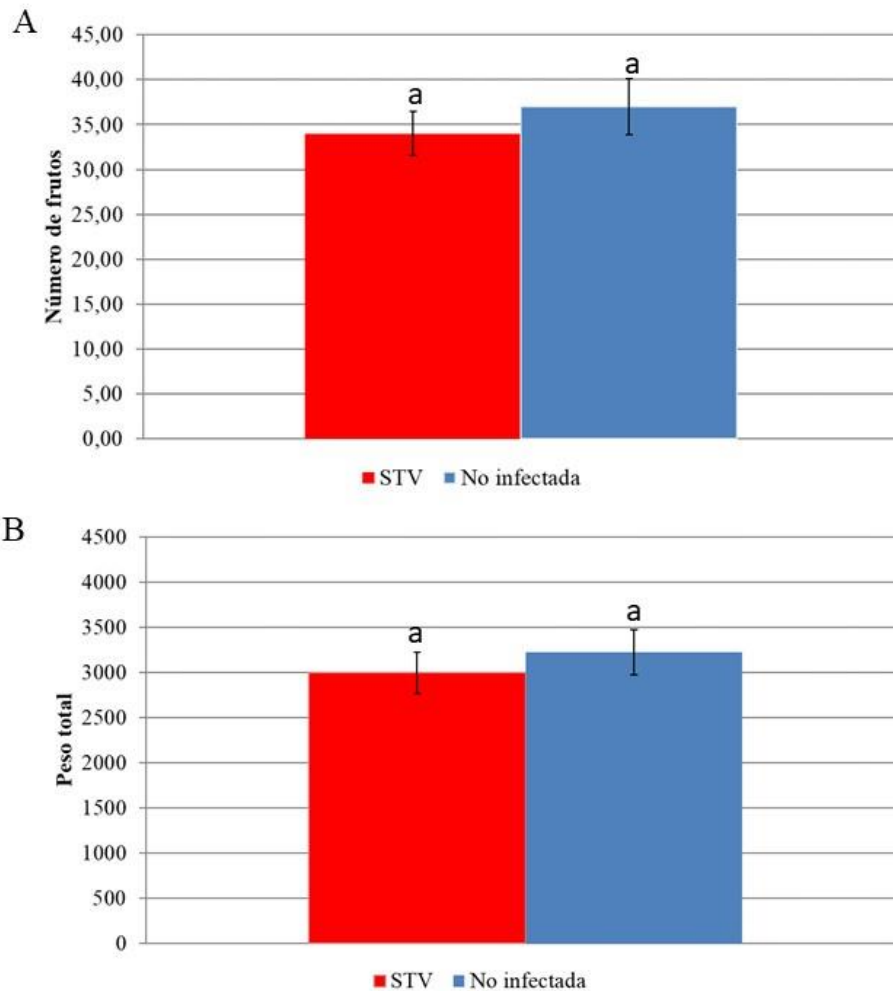 A
45,00
40,00
35,00
30,00
25,00
20,00
15,00
10,00
5,00
0,00
Número de frutos
a
a
STV No infectada
B
4500
4000
3500
3000
2500
2000
1500
1000
500
0
Peso total
a
a
STV No infectada